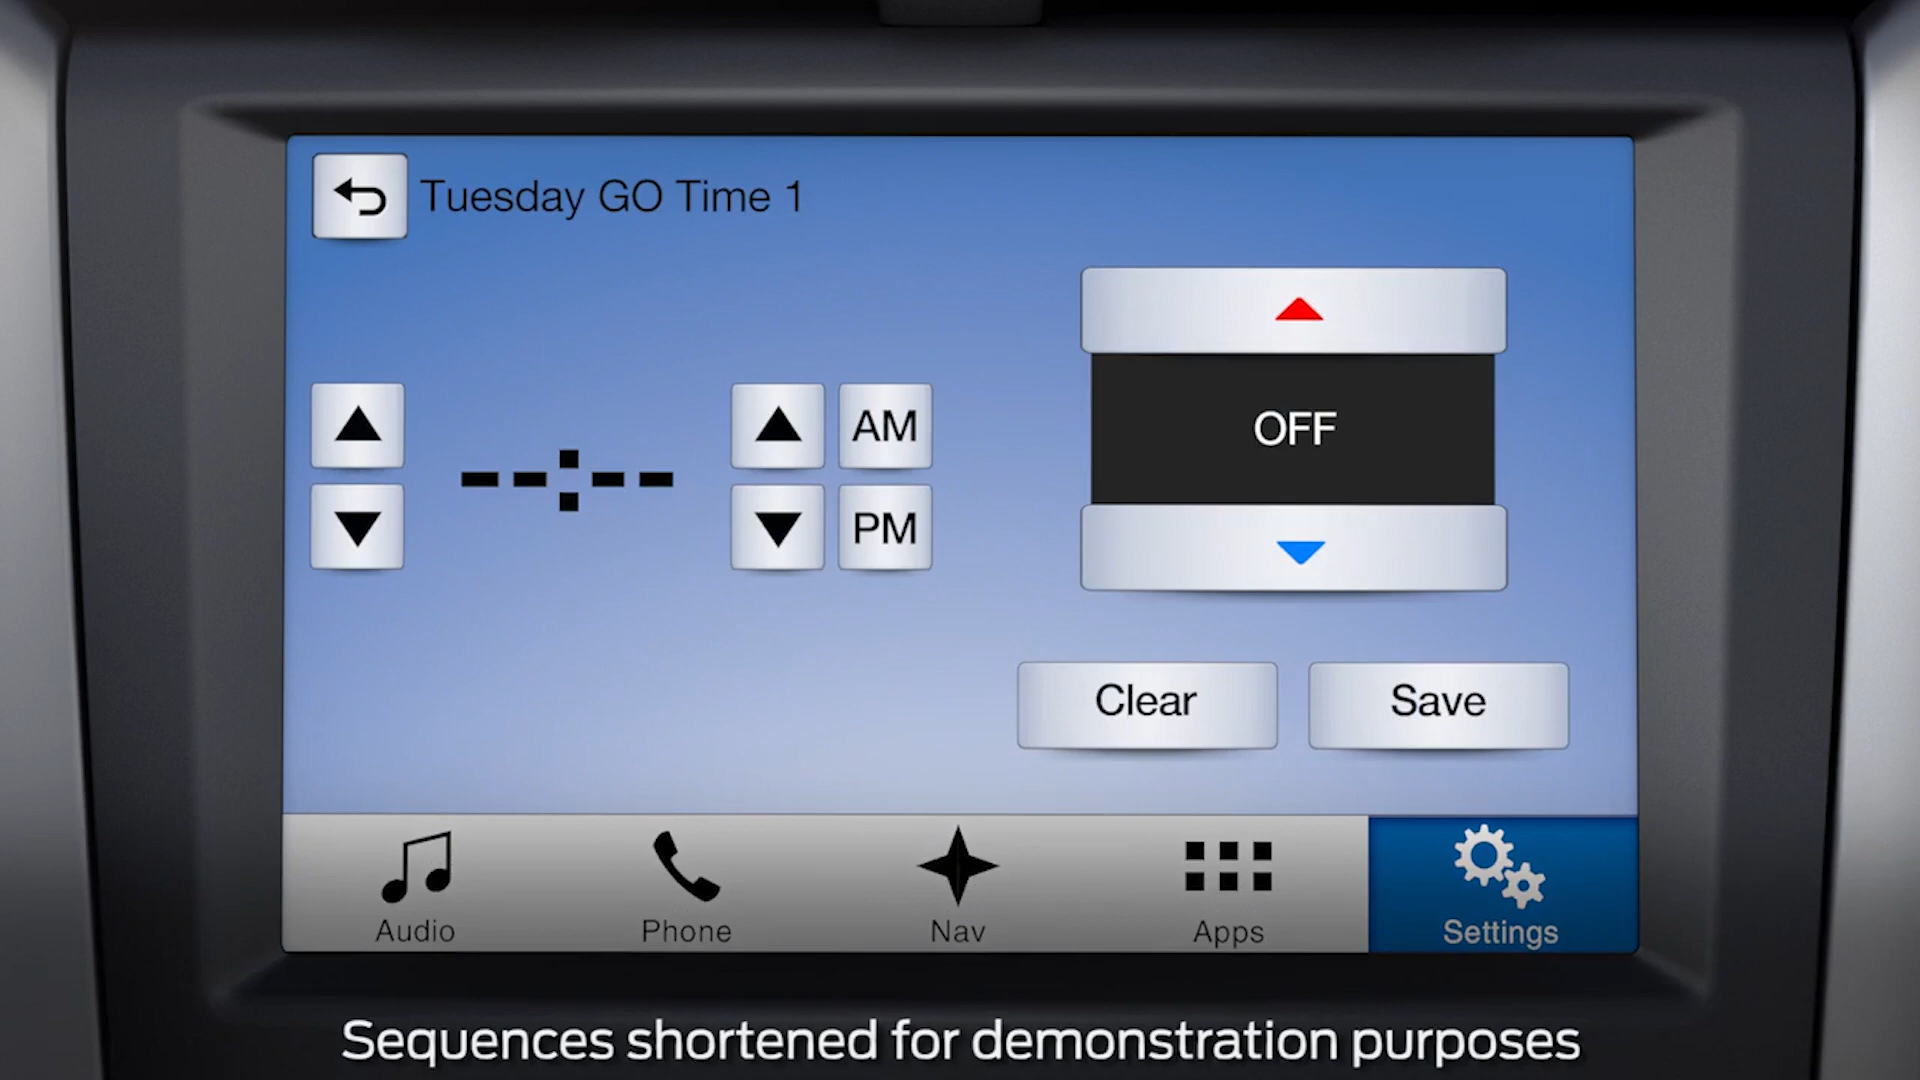 Tuesday GO Time 1
--:--
AM
PM
OFF
Clear
Save
Audio
Phone
Nav
Apps
Settings
Sequences shortened for demonstration purposes